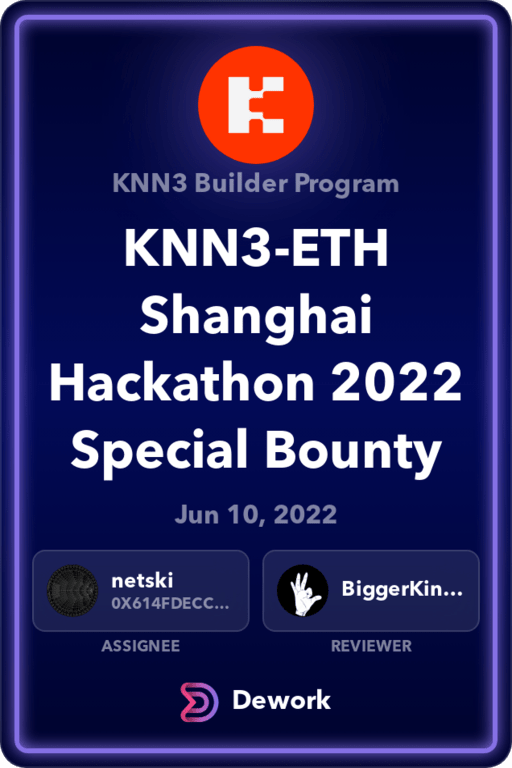 KNN3 Builder Program
KNN3-ETH
Shanghai
Hackathon 2022
Special Bounty
Jun 10, 2022
netski
0X614FDECC...
BiggerKin...
ASSIGNEE
REVIEWER
Dework